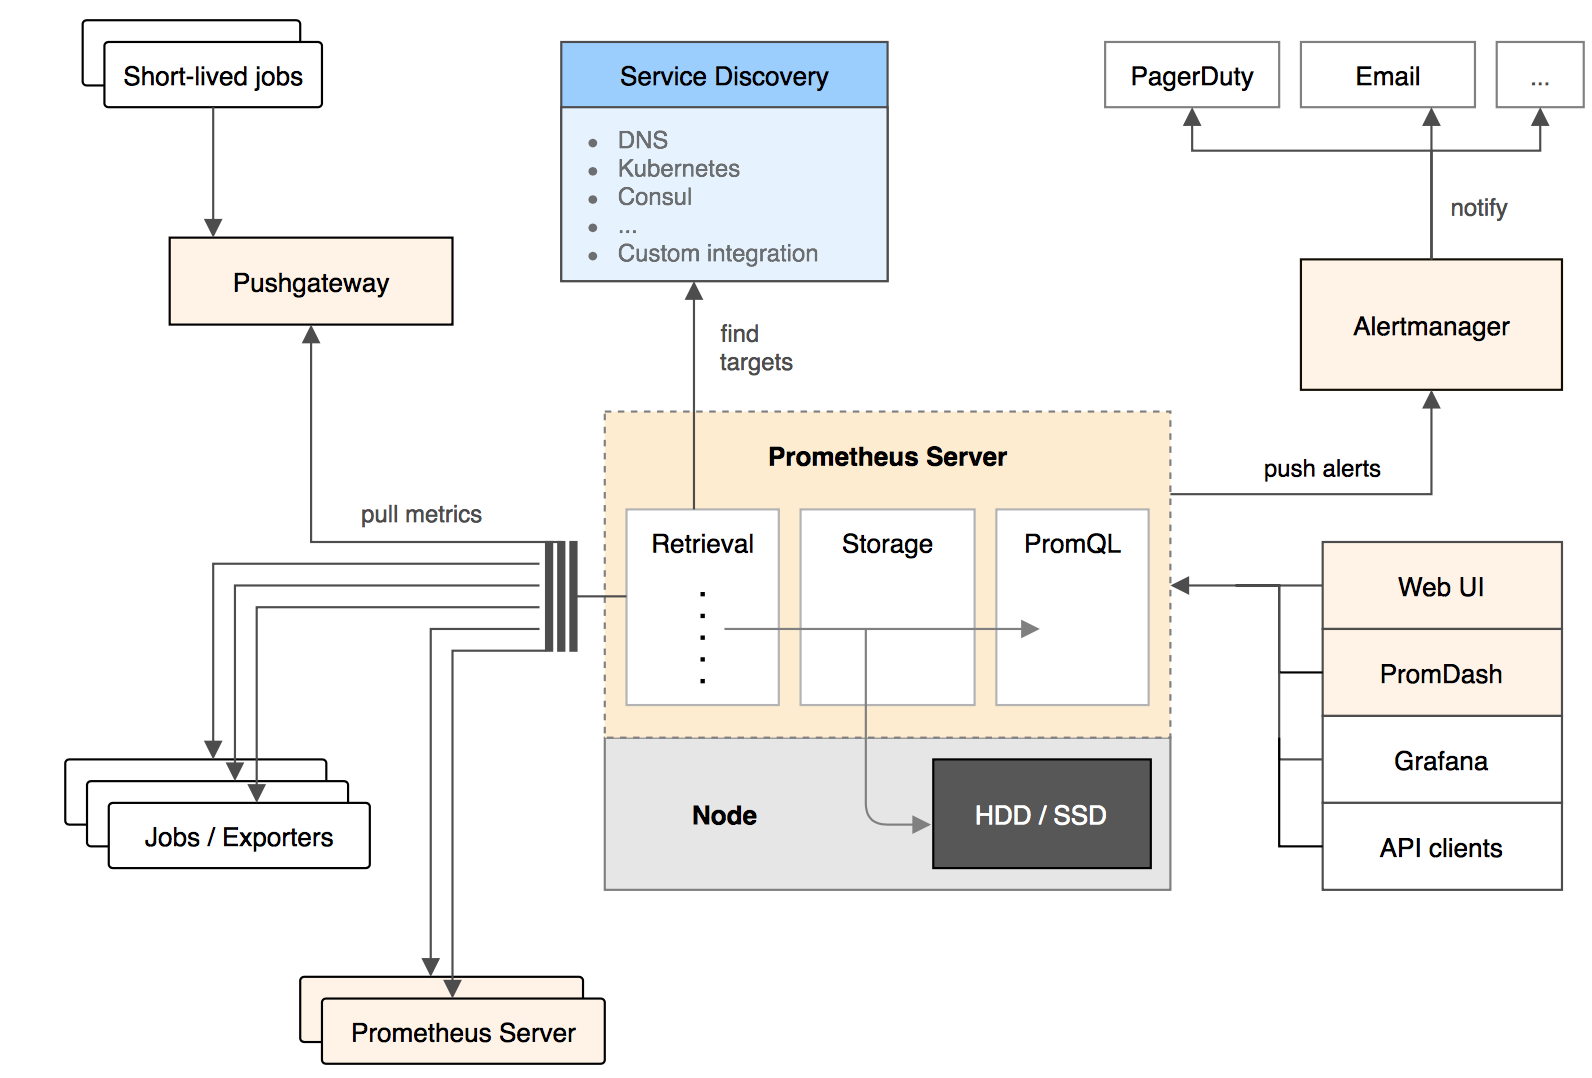 Short-lived jobs
Service Discovery
PagerDuty
Email
...
DNS
Kubernetes
Consul
...
Custom integration
notify
Pushgateway
Alertmanager
find
targets
Prometheus Server
push alerts
pull metrics
Retrieval
Storage
PromQL
Web UI
PromDash
Grafana
API clients
Node
HDD / SSD
Jobs / Exporters
Prometheus Server